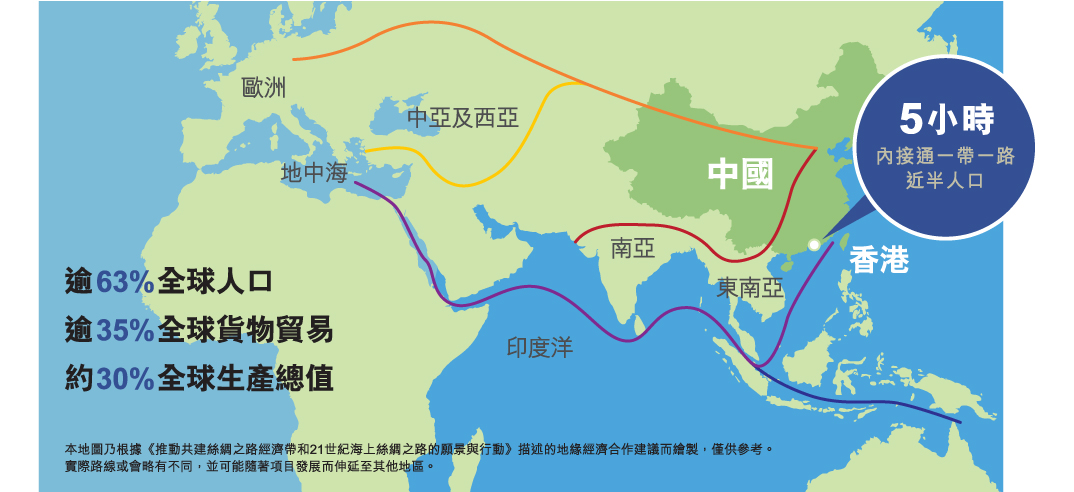 歐洲
中亞及西亞
地中海
中國
5小時
內接通一帶一路
近半人口
南亞
香港
東南亞
印度洋
逾63%全球人口
逾35%全球貨物貿易
約30%全球生產總值
本地圖乃根據《推動共建絲綢之路經濟帶和21世紀海上絲綢之路的願景與行動》描述的地緣經濟合作建議而繪製，僅供參考。
實際路線或會略有不同，並可能隨著項目發展而伸延至其他地區。